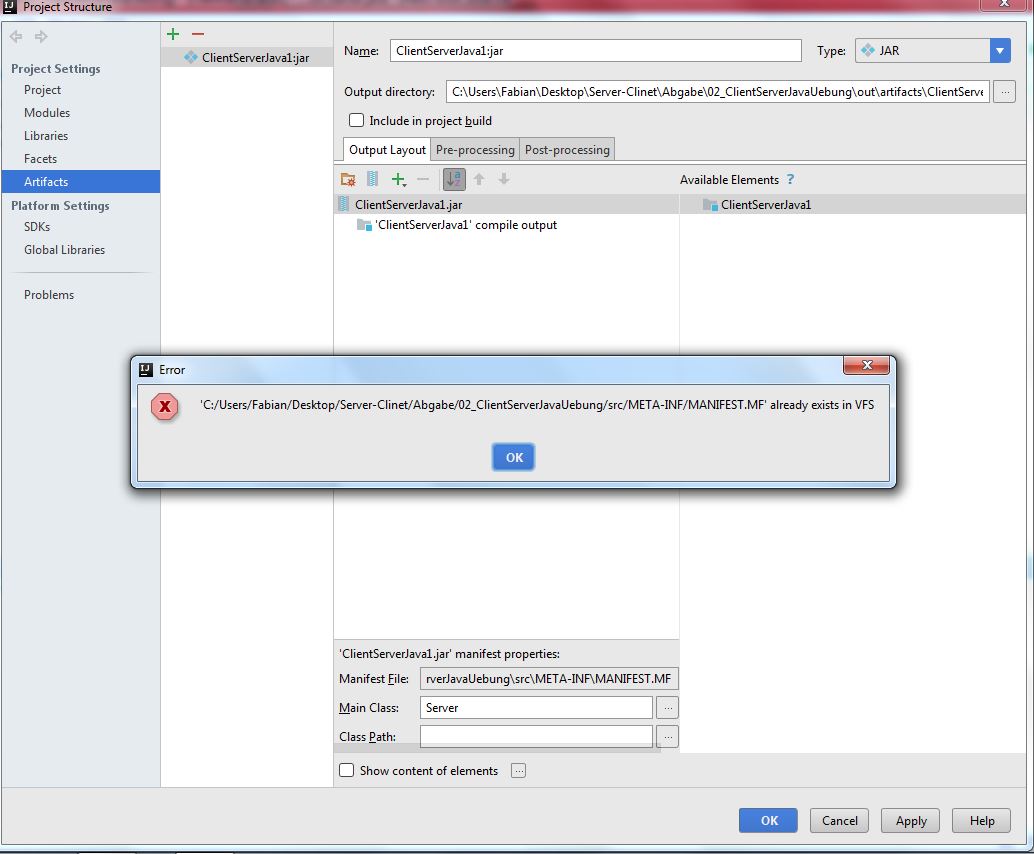 Project Structure
Project Settings
Project
Modules
Libraries
Facets
Artifacts
Platform Settings
SDKs
Global Libraries
Problems
ClientServerJava1:jar
Name: ClientServerJava1:jar
Type: JAR
Output directory: C:\Users\Fabian\Desktop\Server-Clinet\Abgabe\02_ClientServerJavaUebung\out\artifacts\ClientServe
...
Include in project build
Output Layout Pre-processing Post-processing
Available Elements ?
ClientServerJava1.jar
'ClientServerJava1' compile output
ClientServerJava1
Error
'C:/Users/Fabian/Desktop/Server-Clinet/Abgabe/02_ClientServerJavaUebung/src/META-INF/MANIFEST.MF' already exists in VFS
OK
'ClientServerJava1.jar' manifest properties:
Manifest File: rverJavaUebung\src\META-INF\MANIFEST.MF
Main Class: Server ...
Class Path: ...
Show content of elements ...
OK Cancel Apply Help